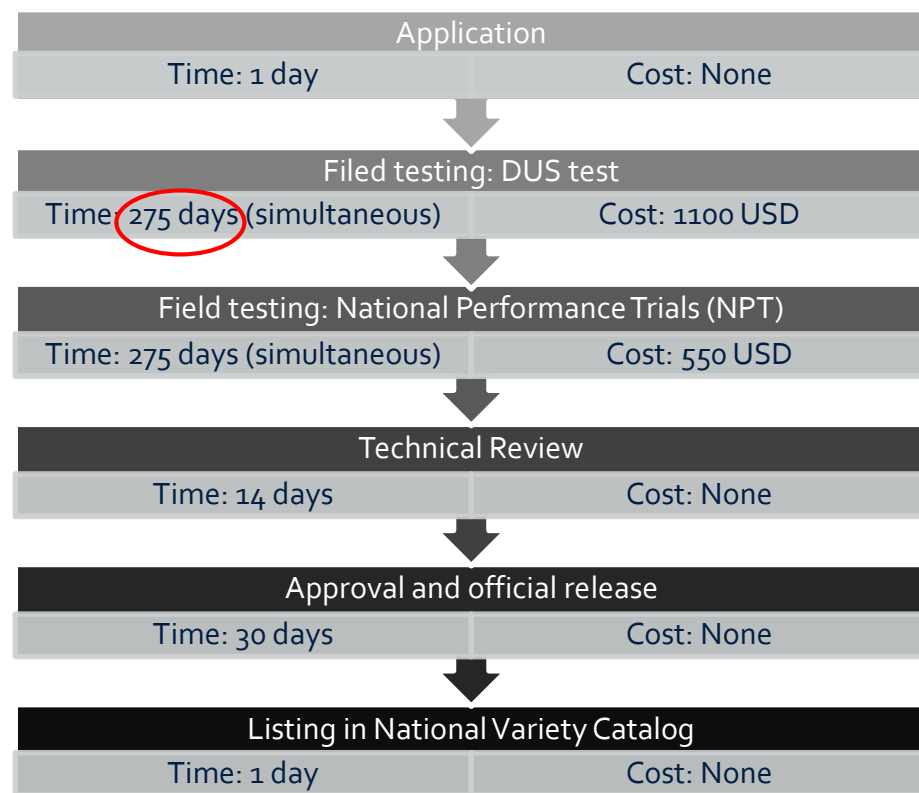 Application
Time: 1 day Cost: None
Filed testing: DUS test
Time: 275 days (simultaneous) Cost: 1100 USD
Field testing: National Performance Trials (NPT)
Time: 275 days (simultaneous) Cost: 550 USD
Technical Review
Time: 14 days Cost: None
Approval and official release
Time: 30 days Cost: None
Listing in National Variety Catalog
Time: 1 day Cost: None